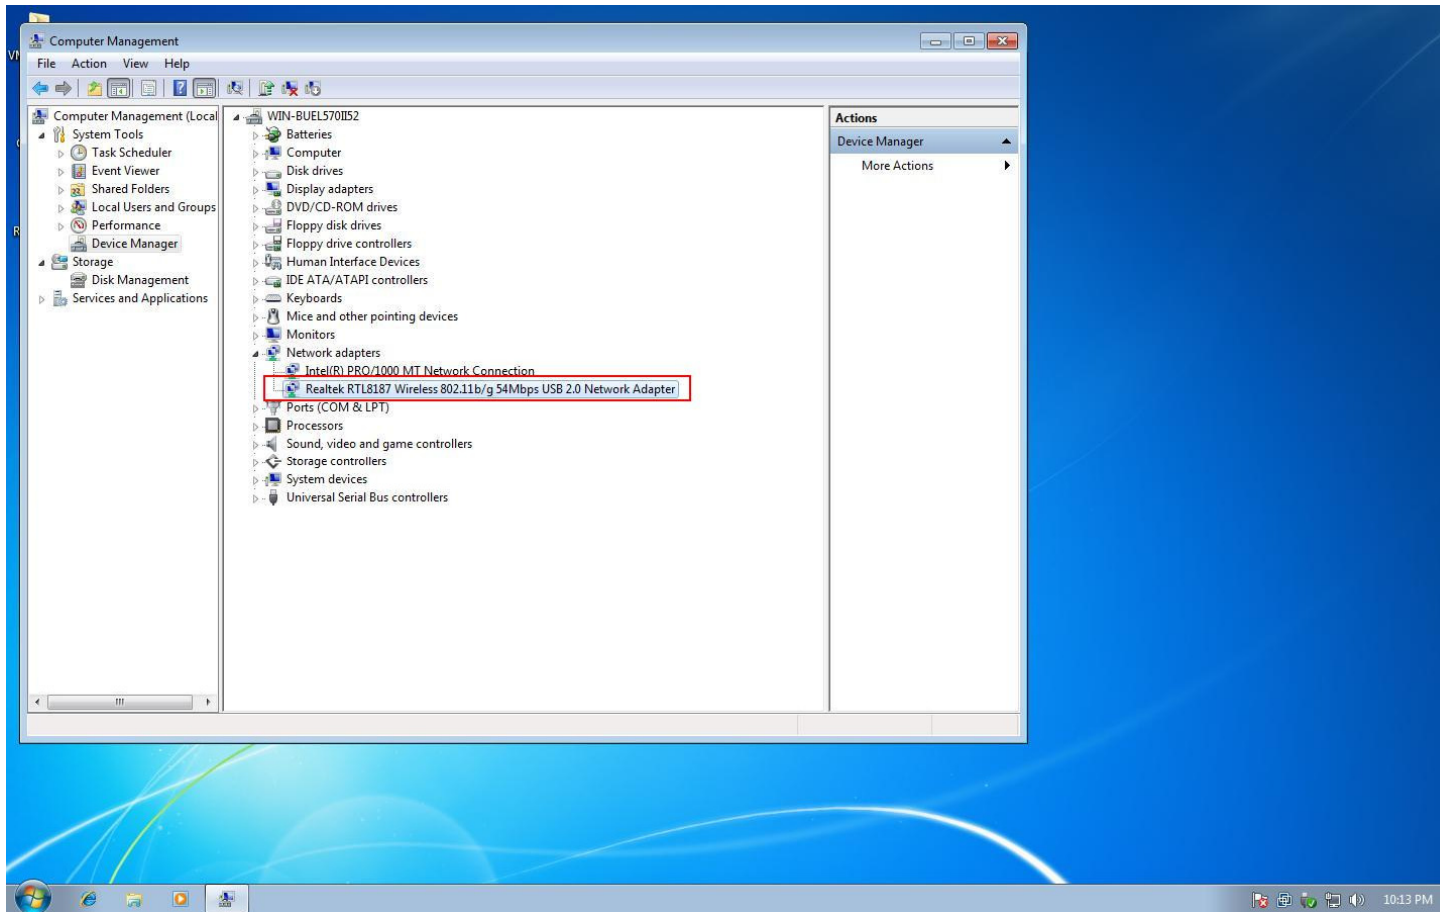 Computer Management
File Action View Help
Computer Management (Local
System Tools
Task Scheduler
Event Viewer
Shared Folders
Local Users and Groups
Performance
Device Manager
Storage
Disk Management
Services and Applications
WIN-BUEL570II52
Batteries
Computer
Disk drives
Display adapters
DVD/CD-ROM drives
Floppy disk drives
Floppy drive controllers
Human Interface Devices
IDE ATA/ATAPI controllers
Keyboards
Mice and other pointing devices
Monitors
Network adapters
Intel(R) PRO/1000 MT Network Connection
Realtek RTL8187 Wireless 802.11b/g 54Mbps USB 2.0 Network Adapter
Ports (COM & LPT)
Processors
Sound, video and game controllers
Storage controllers
System devices
Universal Serial Bus controllers
Actions
Device Manager
More Actions
10:13 PM